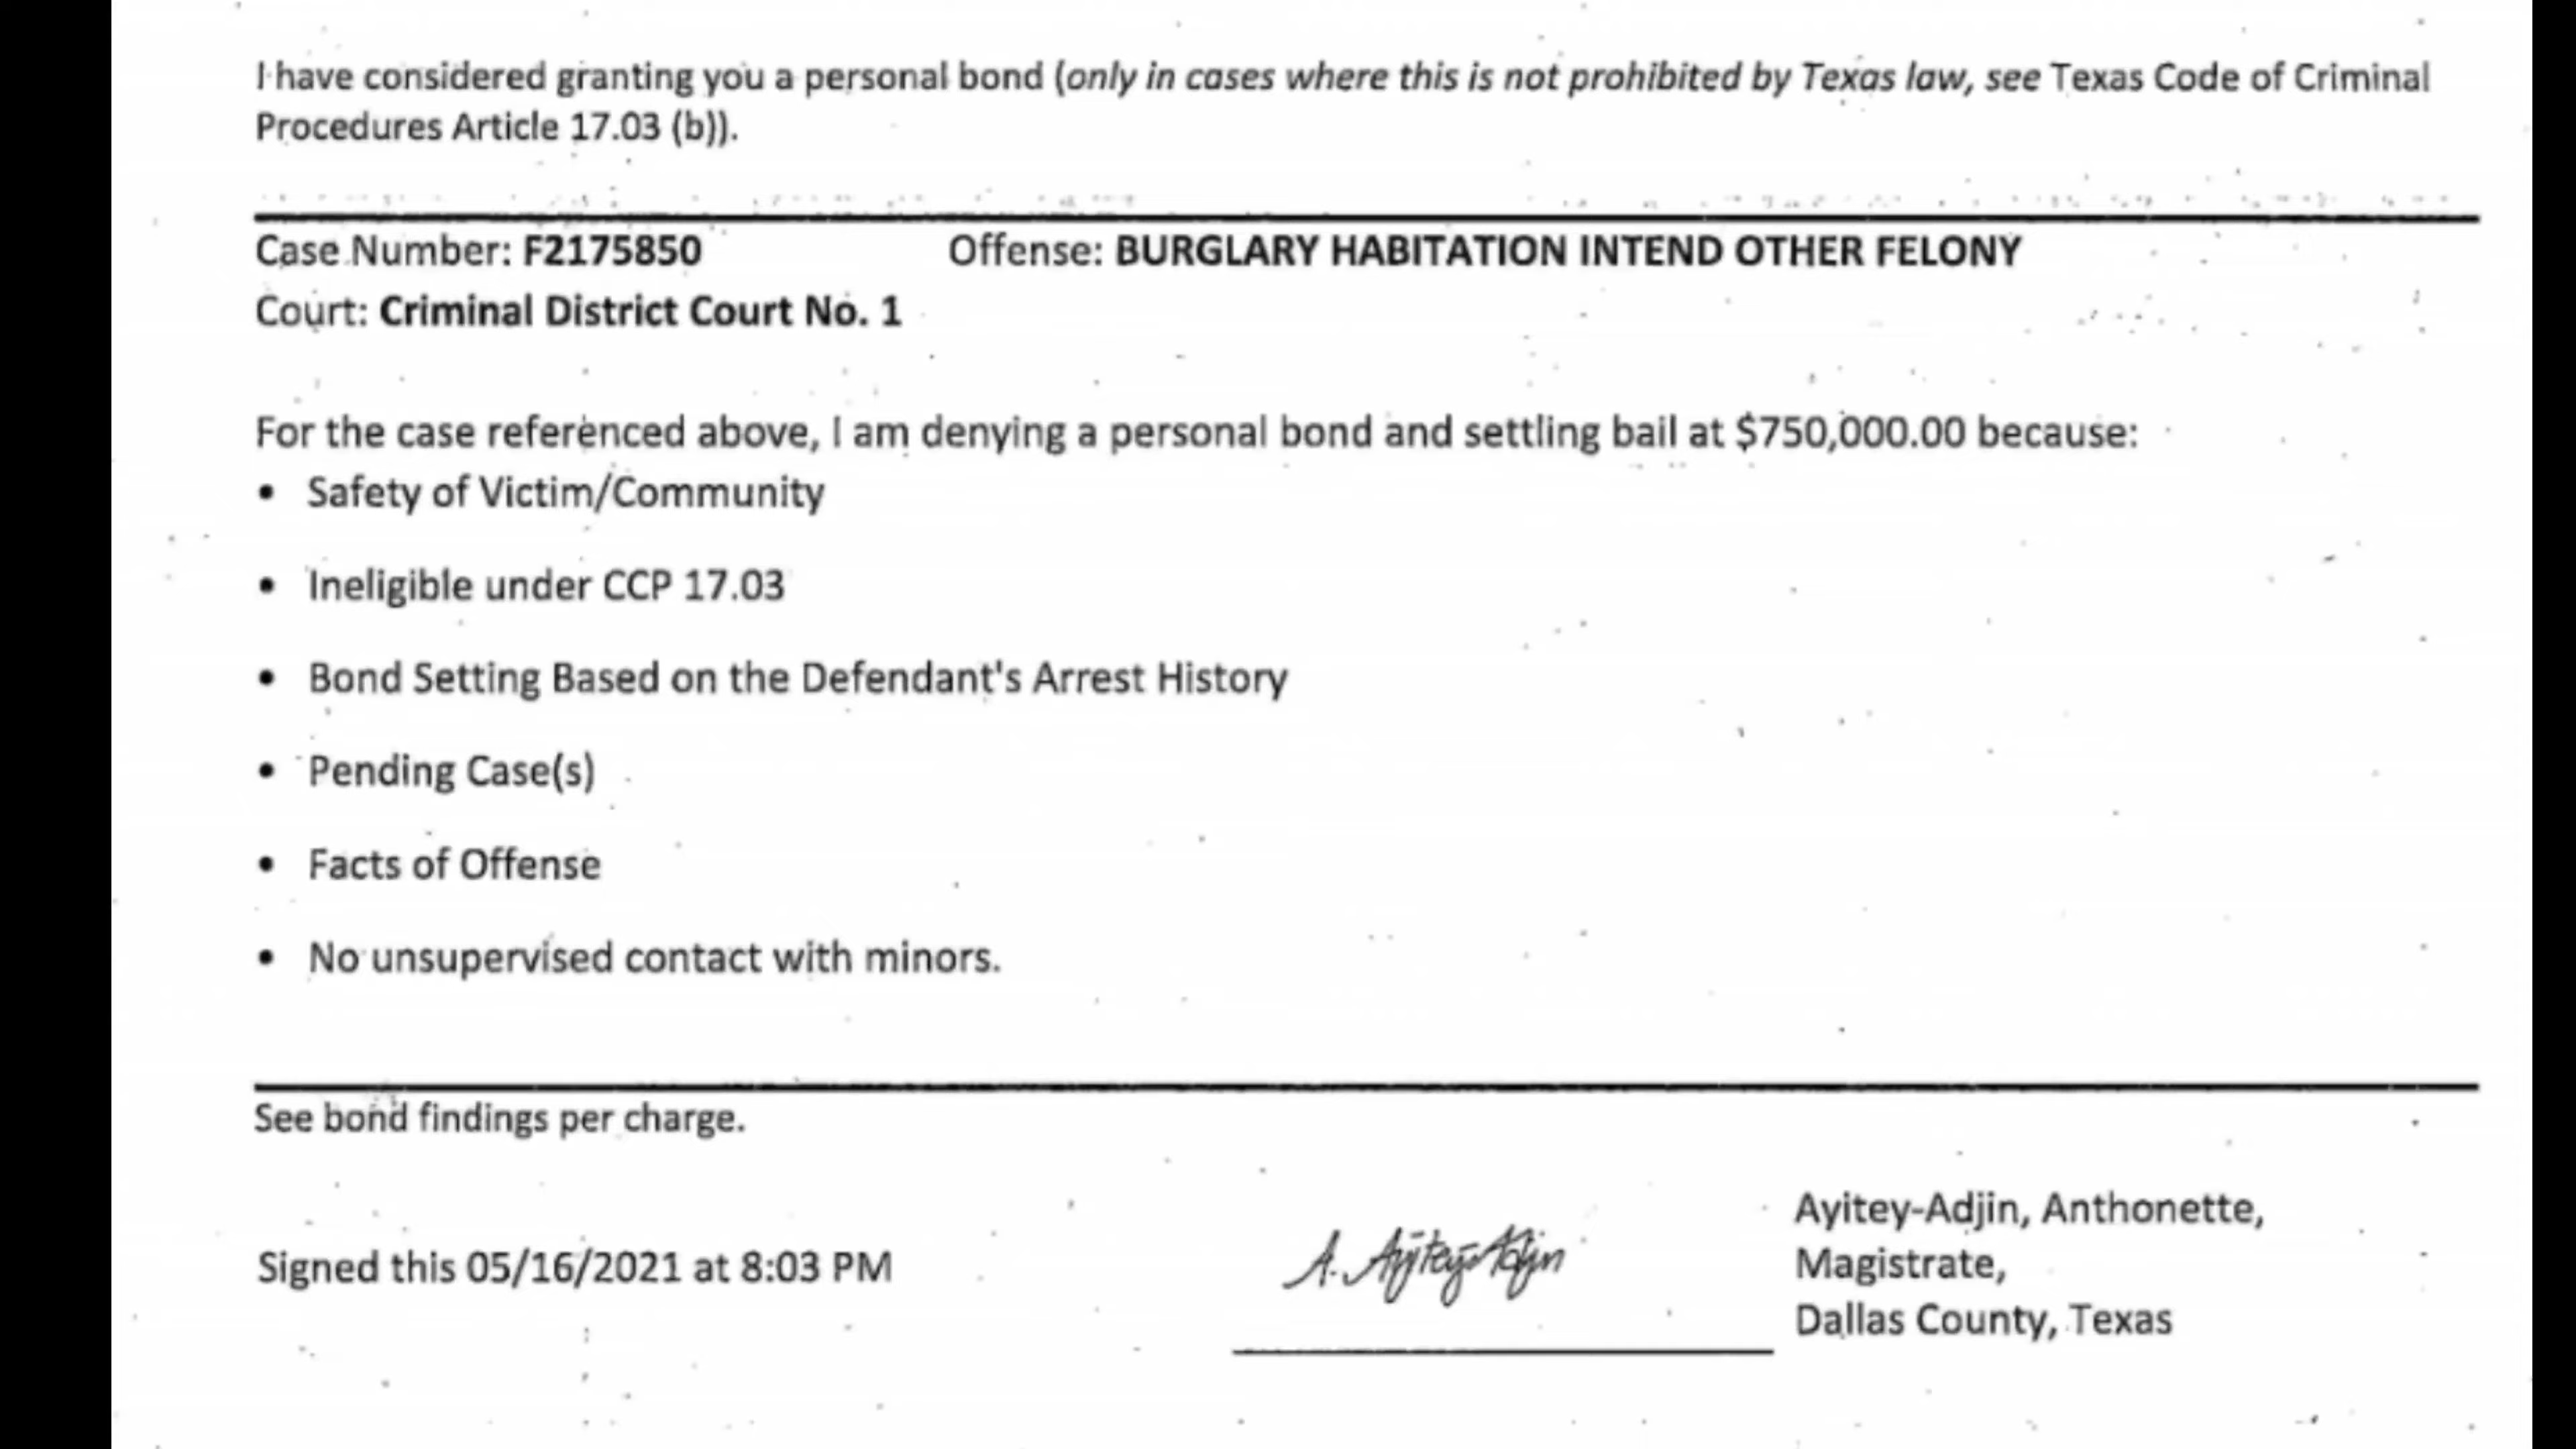 I have considered granting you a personal bond (only in cases where this is not prohibited by Texas law, see Texas Code of Criminal
Procedures Article 17.03 (b)).
Case Number: F2175850 Offense: BURGLARY HABITATION INTEND OTHER FELONY
Court: Criminal District Court No. 1
For the case referenced above, I am denying a personal bond and settling bail at $750,000.00 because:
• Safety of Victim/Community
• Ineligible under CCP 17.03
• Bond Setting Based on the Defendant's Arrest History
• Pending Case(s)
• Facts of Offense
• No unsupervised contact with minors.
See bond findings per charge.
Signed this 05/16/2021 at 8:03 PM
A. Ayitey-Adjin
Ayitey-Adjin, Anthonette,
Magistrate,
Dallas County, Texas